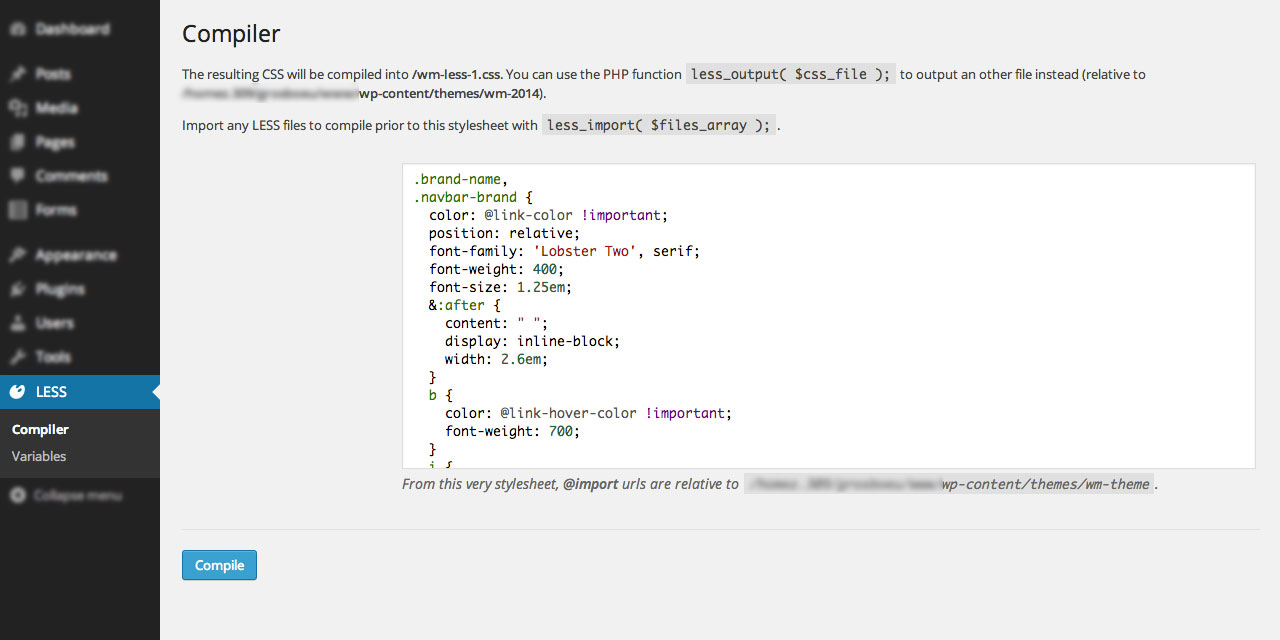 Dashboard
Posts
Media
Pages
Comments
Forms
Appearance
Plugins
Users
Tools
LESS
Compiler
Variables
Collapse menu
Compiler
The resulting CSS will be compiled into /wm-less-1.css. You can use the PHP function less_output( $css_file ); to output an other file instead (relative to
wp-content/themes/wm-2014).
Import any LESS files to compile prior to this stylesheet with less_import( $files_array ); .
.brand-name,
.navbar-brand {
color: @link-color !important;
position: relative;
font-family: 'Lobster Two', serif;
font-weight: 400;
font-size: 1.25em;
&:after {
content: " ";
display: inline-block;
width: 2.6em;
}
b {
color: @link-hover-color !important;
font-weight: 700;
}
i {
From this very stylesheet, @import urls are relative to wp-content/themes/wm-theme .
Compile